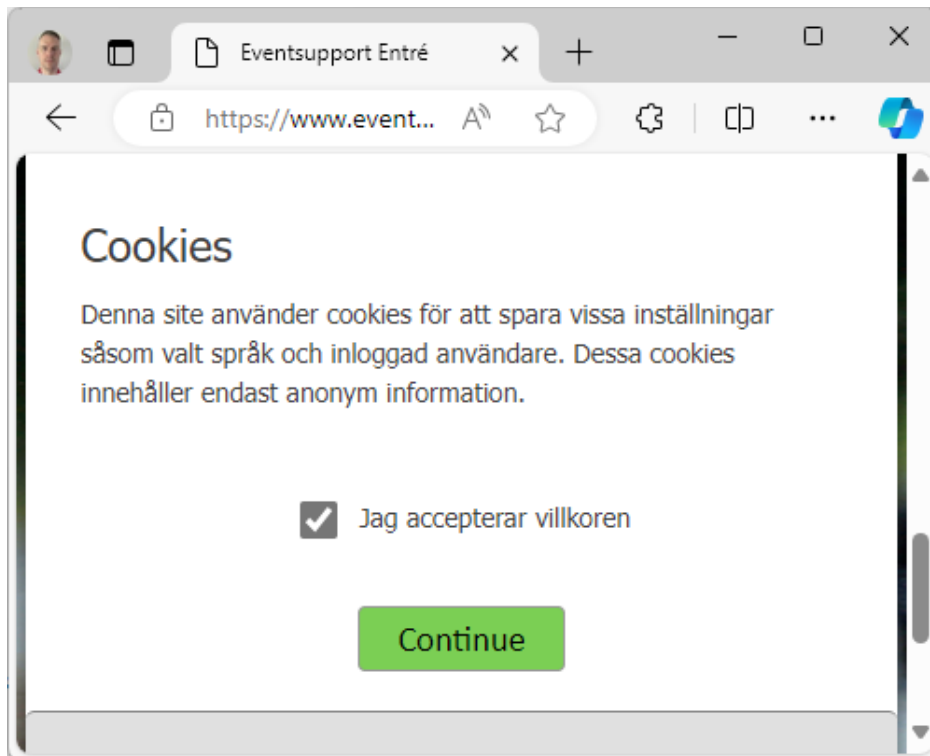 Eventsupport Entré
https://www.event...
Cookies
Denna site använder cookies för att spara vissa inställningar
såsom valt språk och inloggad användare. Dessa cookies
innehåller endast anonym information.
Jag accepterar villkoren
Continue